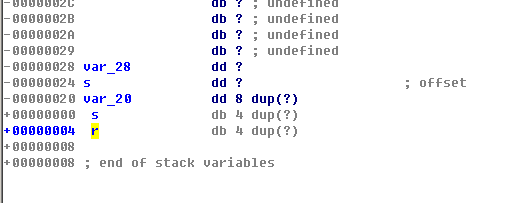 -0000002C db ? ; undefined
-0000002B db ? ; undefined
-0000002A db ? ; undefined
-00000029 db ? ; undefined
-00000028 var_28 dd ?
-00000024 s dd ? ; offset
-00000020 var_20 dd 8 dup(?)
+00000000 s db 4 dup(?)
+00000004 r db 4 dup(?)
+00000008
+00000008 ; end of stack variables